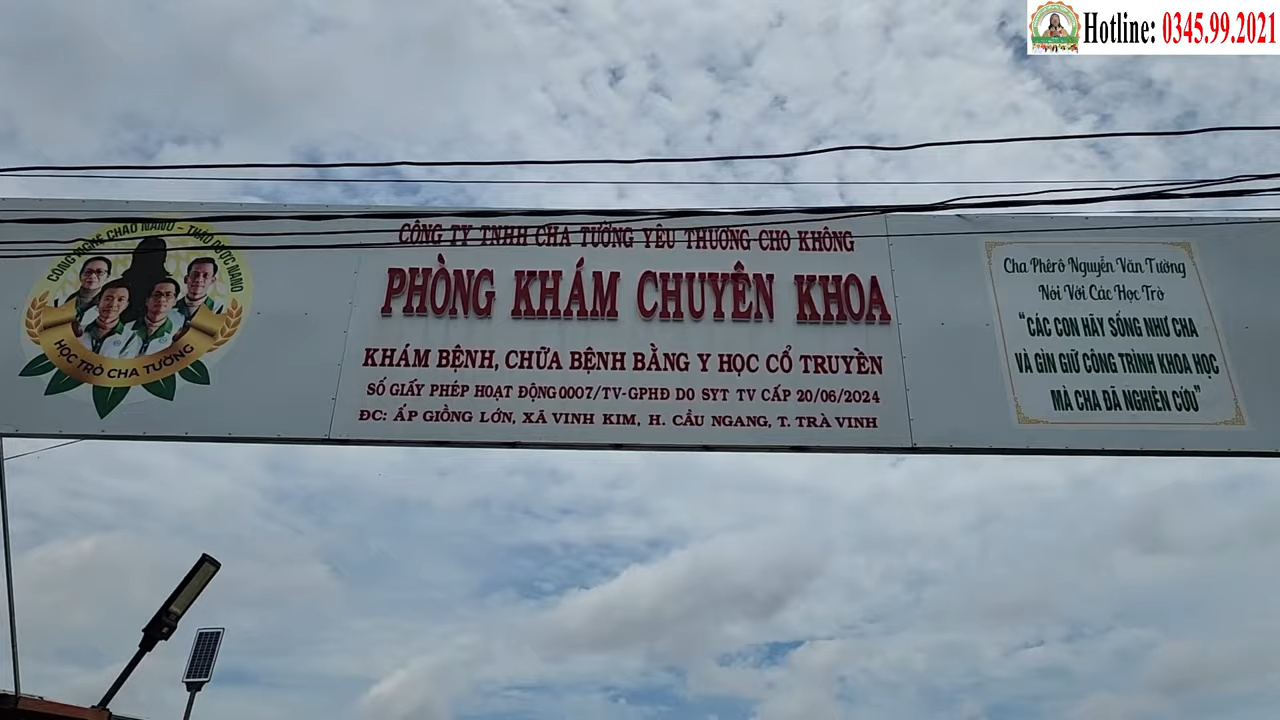 Hotline: 0345.99.2021
CÔNG NGHỆ CHAO NANO - THẢO DƯỢC NANO
HỌC TRÒ CHA TƯỜNG
CÔNG TY TNHH CHA TƯỜNG YÊU THƯƠNG CHO KHÔNG
PHÒNG KHÁM CHUYÊN KHOA
KHÁM BỆNH, CHỮA BỆNH BẰNG Y HỌC CỔ TRUYỀN
SỐ GIẤY PHÉP HOẠT ĐỘNG 0007/TV-GPHĐ DO SYT TV CẤP 20/06/2024
ĐC: ẤP GIỒNG LỚN, XÃ VINH KIM, H. CẦU NGANG, T. TRÀ VINH
Cha Phêrô Nguyễn Văn Tường
Nói Với Các Học Trò
"CÁC CON HÃY SỐNG NHƯ CHA
VÀ GÌN GIỮ CÔNG TRÌNH KHOA HỌC
MÀ CHA ĐÃ NGHIÊN CỨU"